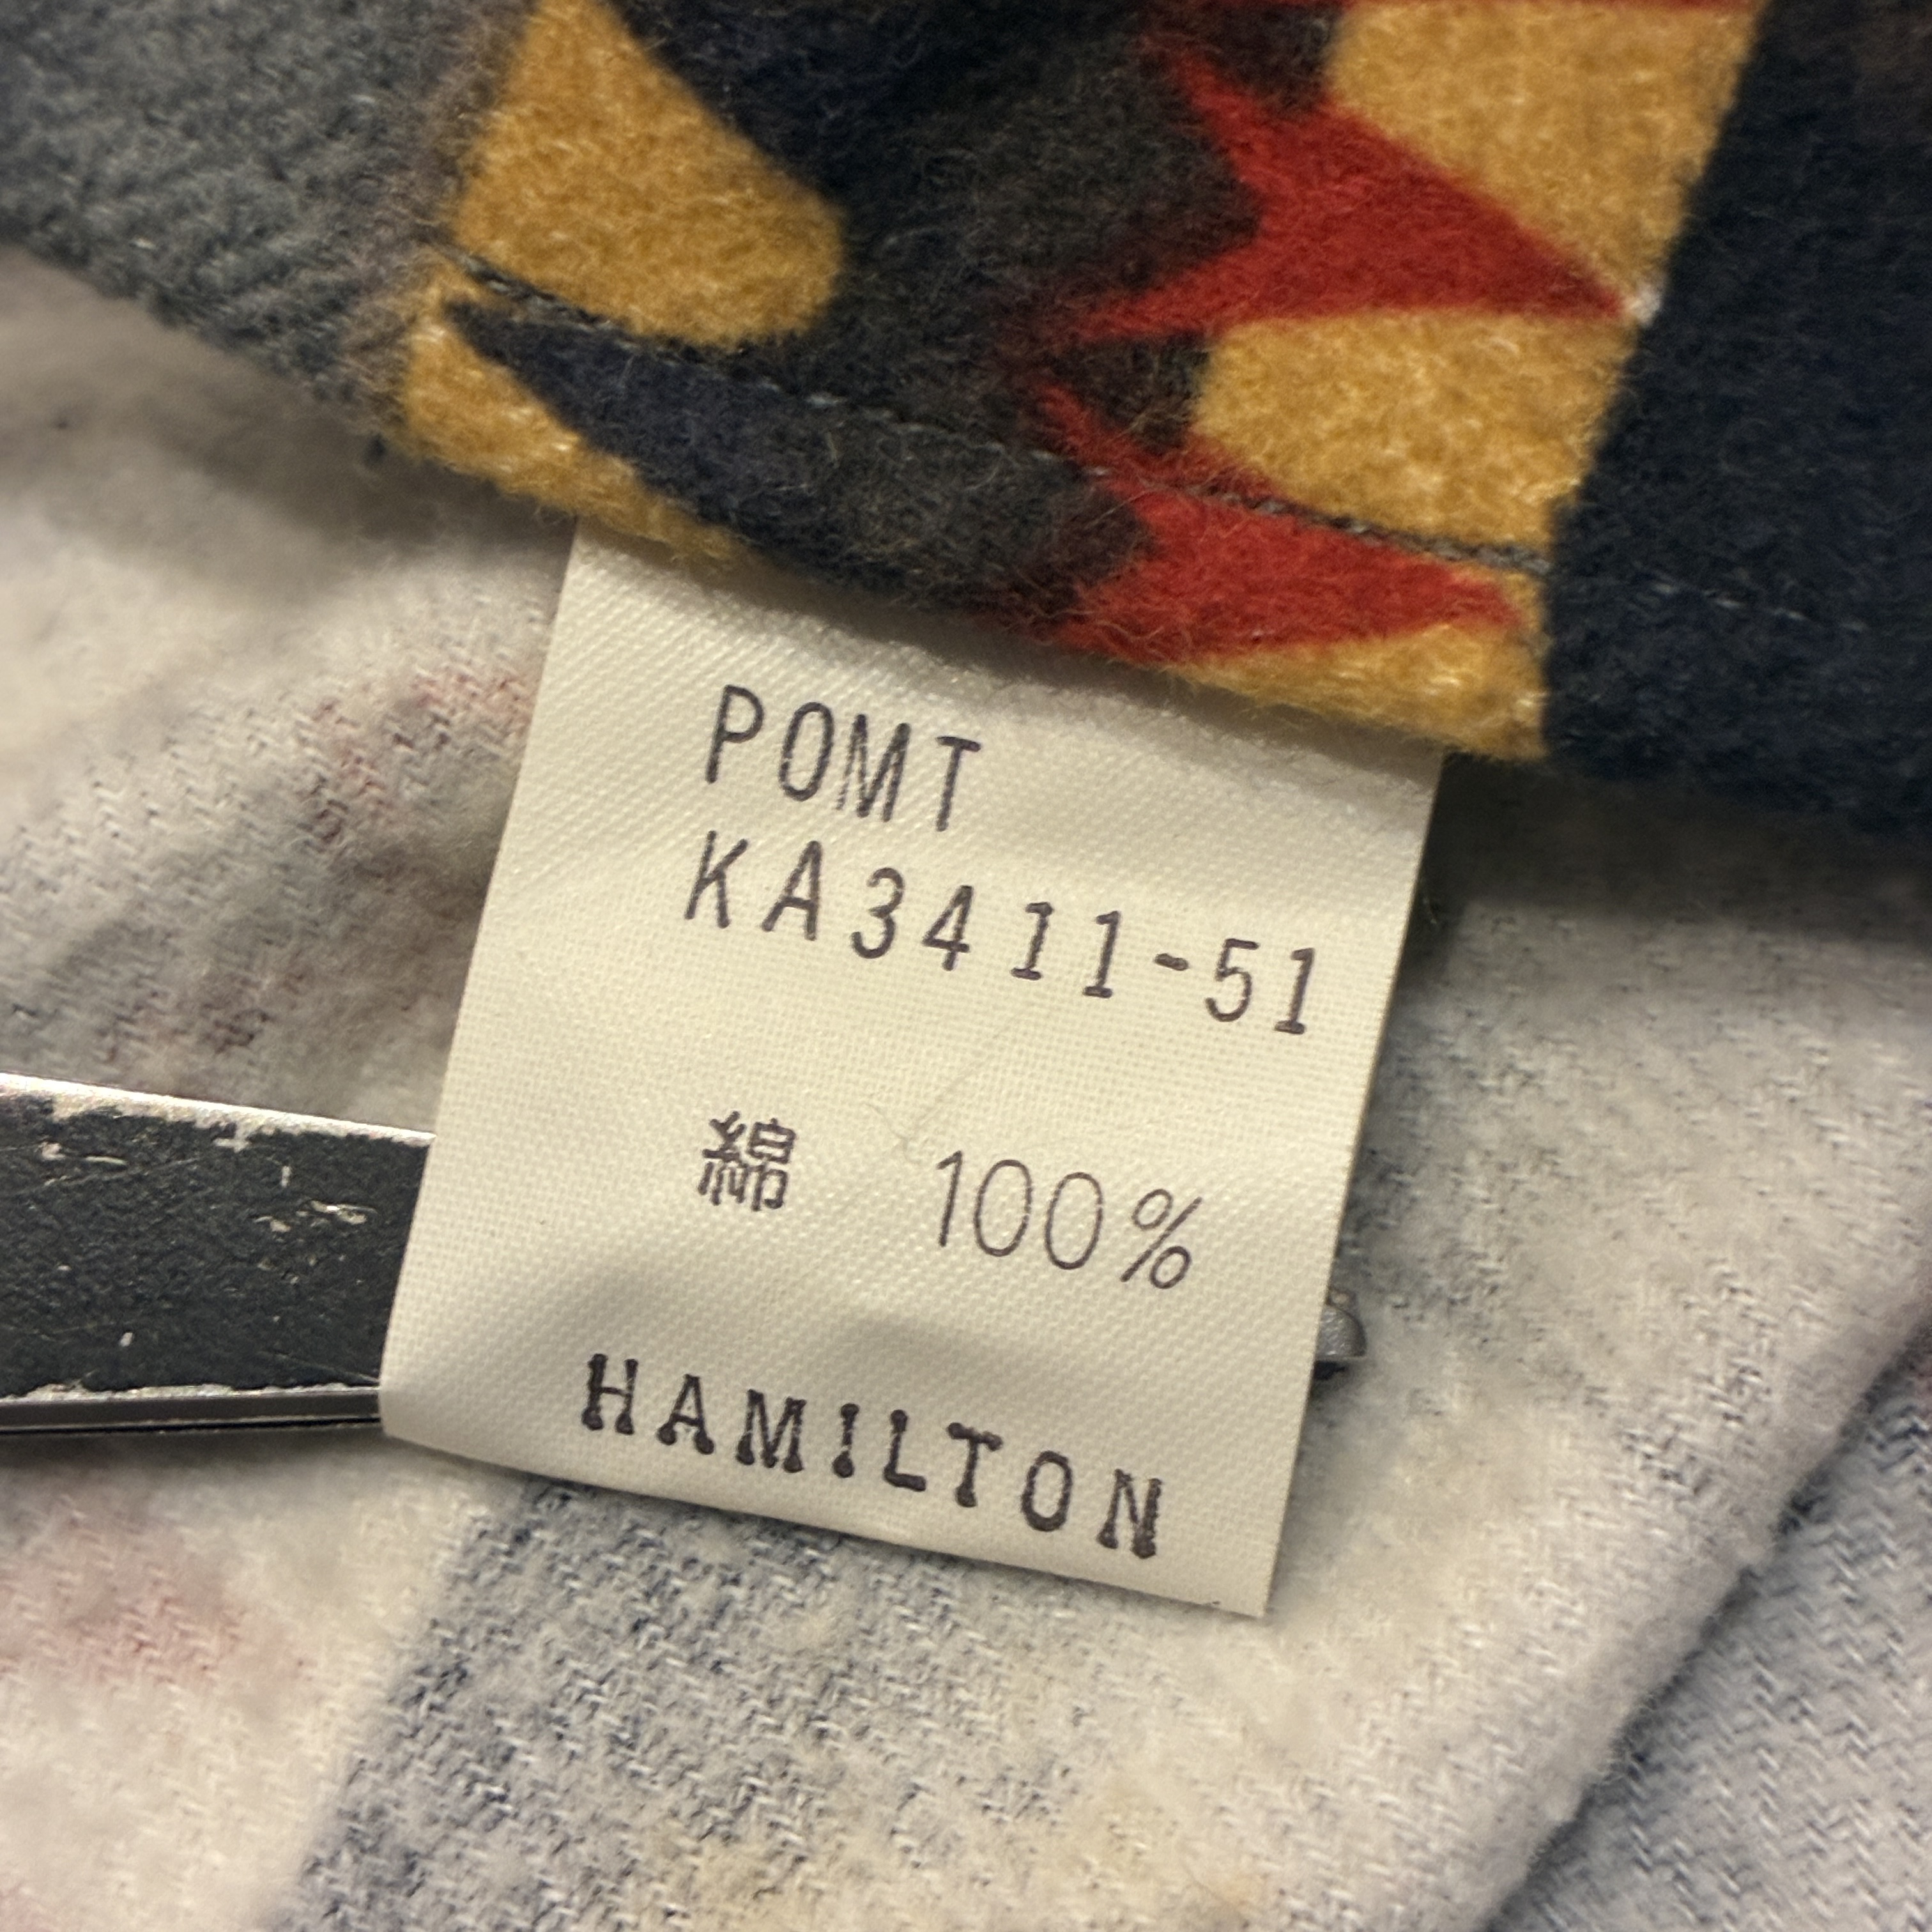 POMT
KA3411-51
綿 100%
HAMILTON